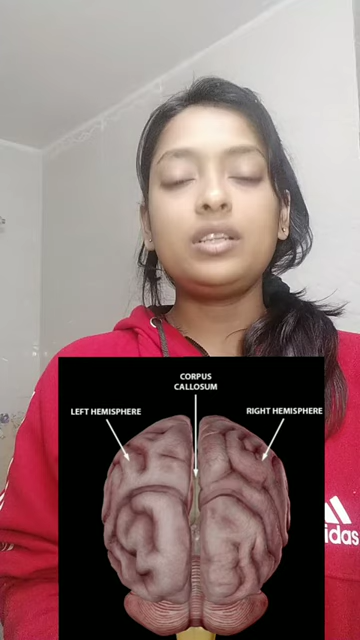 CORPUS
CALLOSUM
LEFT HEMISPHERE
RIGHT HEMISPHERE
adidas